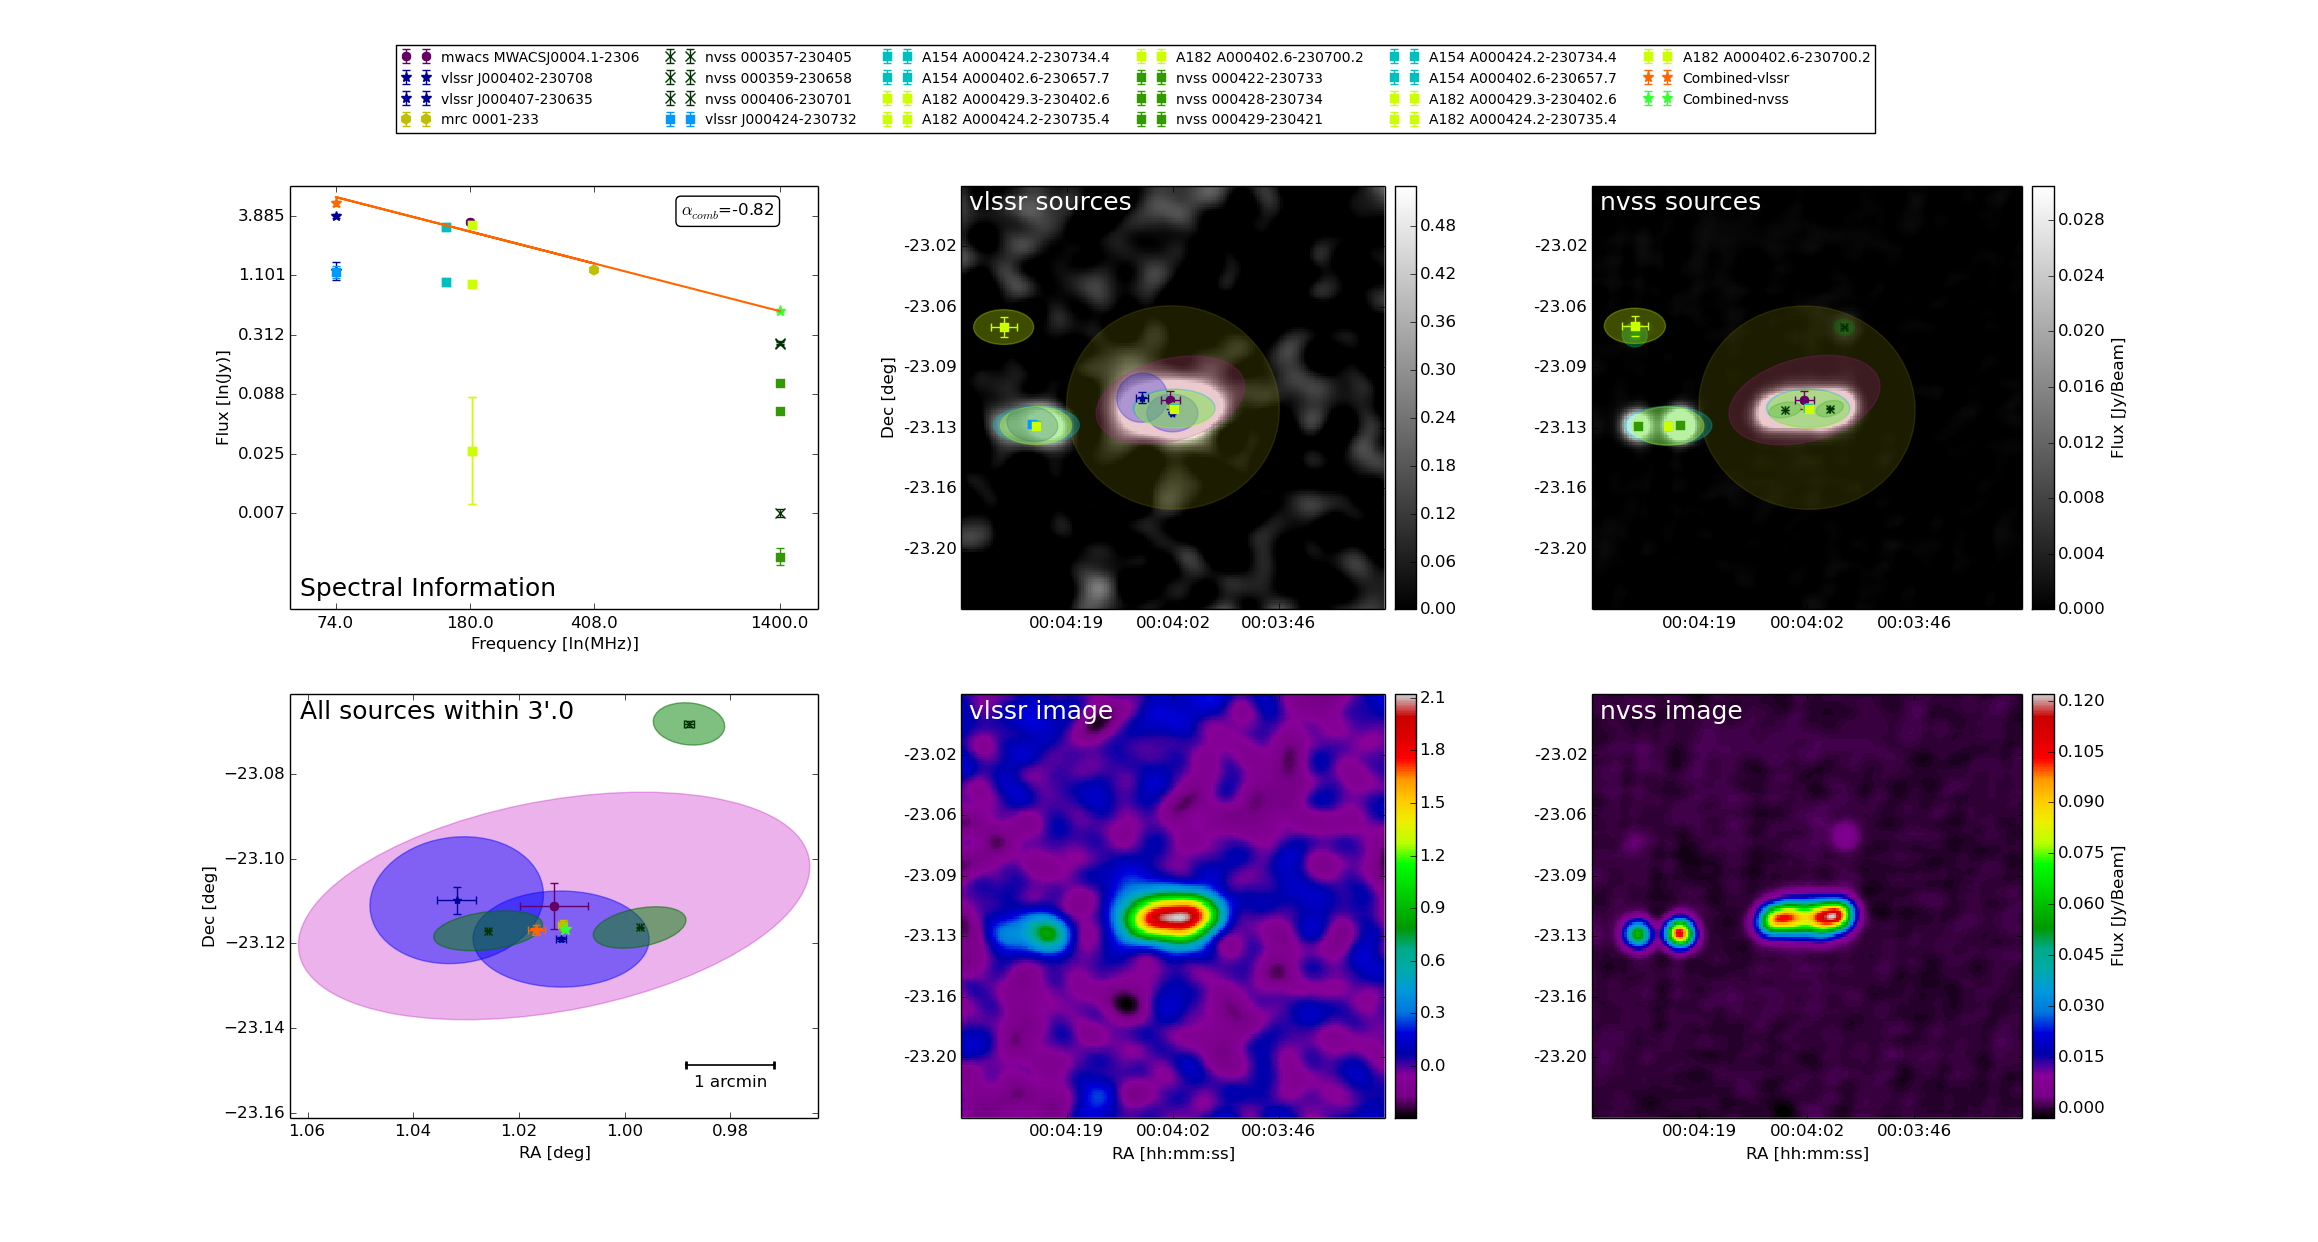 mwacs MWACSJ0004.1-2306
vlssr J000402-230708
vlssr J000407-230635
mrc 0001-233
nvss 000357-230405
nvss 000359-230658
nvss 000406-230701
vlssr J000424-230732
A154 A000424.2-230734.4
A154 A000402.6-230657.7
A182 A000429.3-230402.6
A182 A000424.2-230735.4
A182 A000402.6-230700.2
nvss 000422-230733
nvss 000428-230734
nvss 000429-230421
A154 A000424.2-230734.4
A154 A000402.6-230657.7
A182 A000429.3-230402.6
A182 A000424.2-230735.4
A182 A000402.6-230700.2
Combined-vlssr
Combined-nvss
Flux [ln(Jy)]
3.885
1.101
0.312
0.088
0.025
0.007
αcomb=-0.82
Spectral Information
74.0
180.0
408.0
1400.0
Frequency [ln(MHz)]
vlssr sources
Dec [deg]
-23.02
-23.06
-23.09
-23.13
-23.16
-23.20
00:04:19
00:04:02
00:03:46
0.48
0.42
0.36
0.30
0.24
0.18
0.12
0.06
0.00
nvss sources
-23.02
-23.06
-23.09
-23.13
-23.16
-23.20
00:04:19
00:04:02
00:03:46
0.028
0.024
0.020
0.016
0.012
0.008
0.004
0.000
Flux [Jy/Beam]
All sources within 3'.0
Dec [deg]
−23.08
−23.10
−23.12
−23.14
−23.16
1 arcmin
1.06
1.04
1.02
1.00
0.98
RA [deg]
vlssr image
-23.02
-23.06
-23.09
-23.13
-23.16
-23.20
00:04:19
00:04:02
00:03:46
RA [hh:mm:ss]
2.1
1.8
1.5
1.2
0.9
0.6
0.3
0.0
nvss image
-23.02
-23.06
-23.09
-23.13
-23.16
-23.20
00:04:19
00:04:02
00:03:46
RA [hh:mm:ss]
0.120
0.105
0.090
0.075
0.060
0.045
0.030
0.015
0.000
Flux [Jy/Beam]